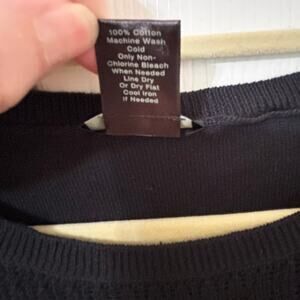 100% Cotton
Machine Wash
Cold
Only Non-
Chlorine Bleach
When Needed
Line Dry
Or Dry Flat
Cool Iron
If Needed